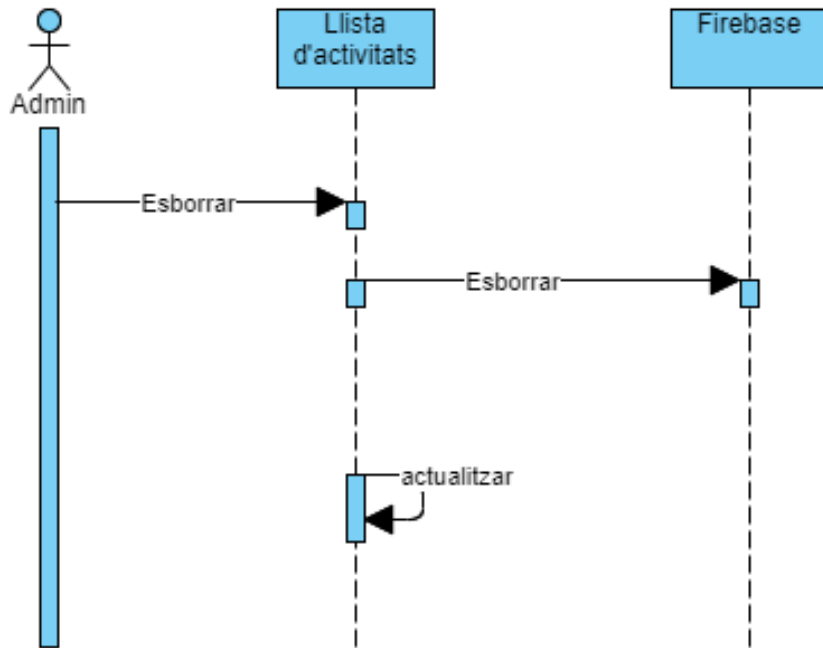 Llista
d'activitats
Firebase
Admin
Esborrar
Esborrar
actualitzar